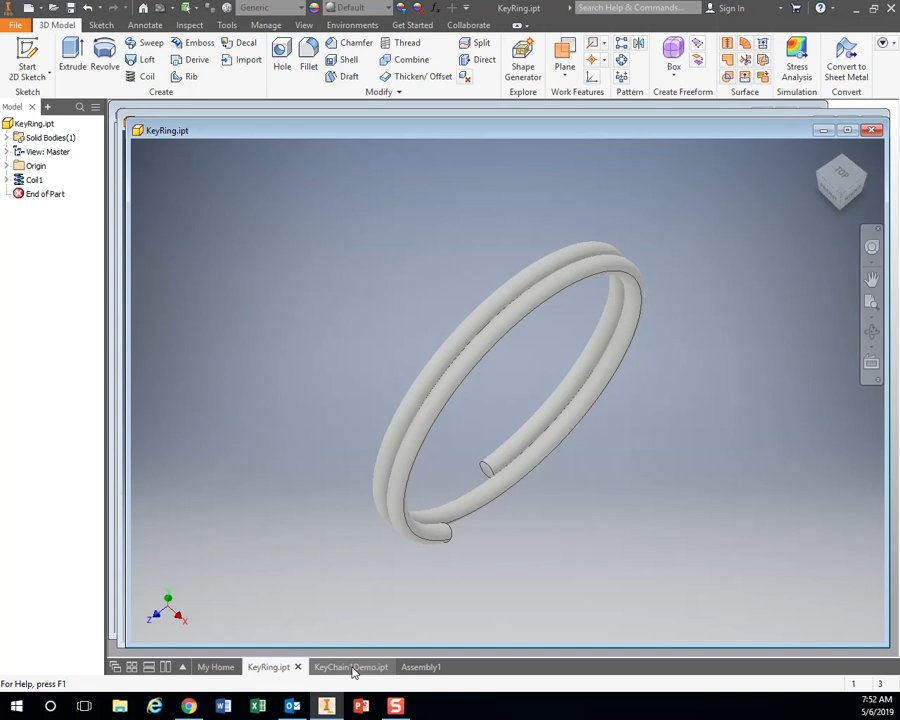 PRO
Generic
Default
KeyRing.ipt
Search Help & Commands...
Sign In
File
3D Model
Sketch
Annotate
Inspect
Tools
Manage
View
Environments
Get Started
Collaborate
Start
2D Sketch
Extrude
Revolve
Sweep
Loft
Coil
Emboss
Derive
Rib
Decal
Import
Hole
Fillet
Chamfer
Shell
Draft
Thread
Combine
Thicken/ Offset
Split
Direct
Shape
Generator
Plane
Box
Stress
Analysis
Convert to
Sheet Metal
Sketch
Create
Modify
Explore
Work Features
Pattern
Create Freeform
Surface
Simulation
Convert
Model
KeyRing.ipt
Solid Bodies(1)
View: Master
Origin
Coil1
End of Part
KeyRing.ipt
TOP
Z
X
My Home
KeyRing.ipt
Assembly1
For Help, press F1
1
3
7:52 AM
5/6/2019